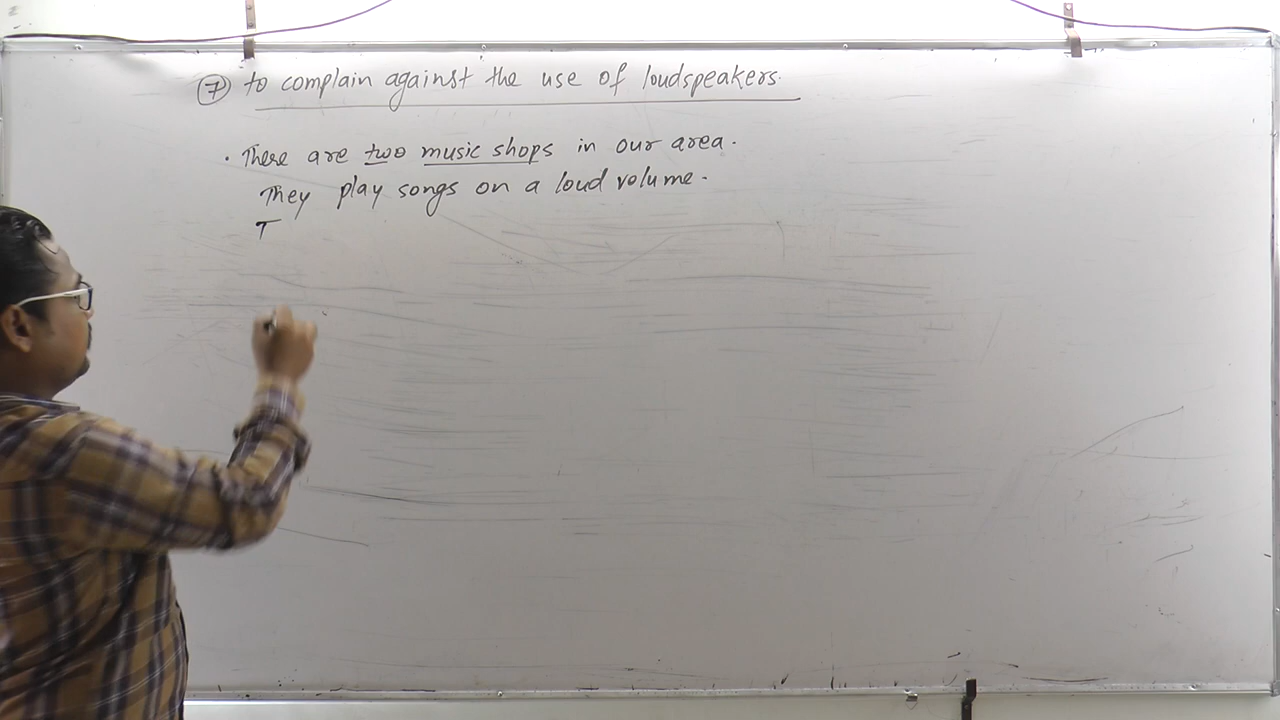 ⑦ to complain against the use of loudspeakers.
• There are two music shops in our area.
They play songs on a loud volume.
T